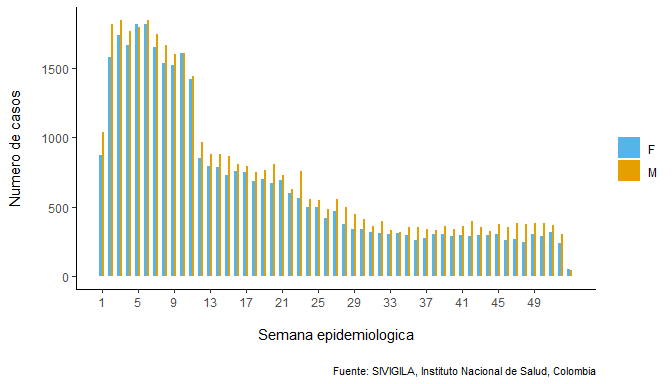 Numero de casos
1500
1000
500
0
1 5 9 13 17 21 25 29 33 37 41 45 49
Semana epidemiologica
F
M
Fuente: SIVIGILA, Instituto Nacional de Salud, Colombia